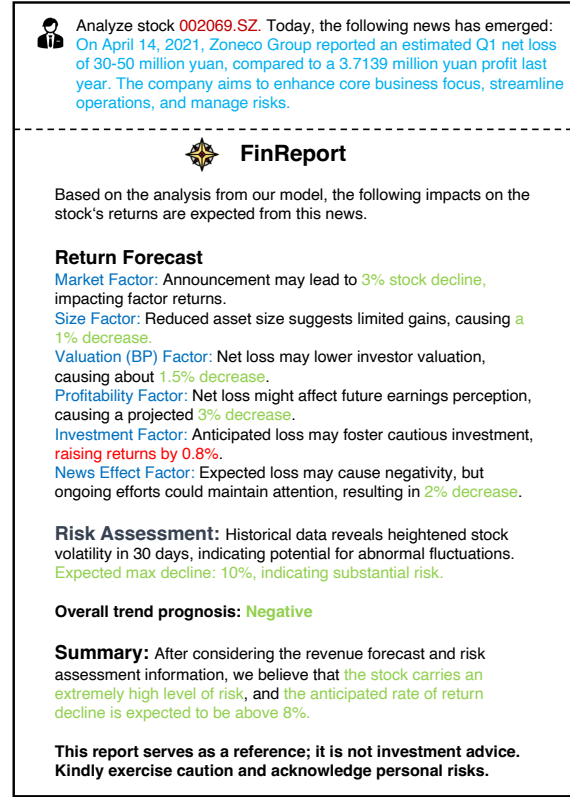 Analyze stock 002069.SZ. Today, the following news has emerged:
On April 14, 2021, Zoneco Group reported an estimated Q1 net loss
of 30-50 million yuan, compared to a 3.7139 million yuan profit last
year. The company aims to enhance core business focus, streamline
operations, and manage risks.
FinReport
Based on the analysis from our model, the following impacts on the
stock's returns are expected from this news.
Return Forecast
Market Factor: Announcement may lead to 3% stock decline,
impacting factor returns.
Size Factor: Reduced asset size suggests limited gains, causing a
1% decrease.
Valuation (BP) Factor: Net loss may lower investor valuation,
causing about 1.5% decrease.
Profitability Factor: Net loss might affect future earnings perception,
causing a projected 3% decrease.
Investment Factor: Anticipated loss may foster cautious investment,
raising returns by 0.8%.
News Effect Factor: Expected loss may cause negativity, but
ongoing efforts could maintain attention, resulting in 2% decrease.
Risk Assessment: Historical data reveals heightened stock
volatility in 30 days, indicating potential for abnormal fluctuations.
Expected max decline: 10%, indicating substantial risk.
Overall trend prognosis: Negative
Summary: After considering the revenue forecast and risk
assessment information, we believe that the stock carries an
extremely high level of risk, and the anticipated rate of return
decline is expected to be above 8%.
This report serves as a reference; it is not investment advice.
Kindly exercise caution and acknowledge personal risks.